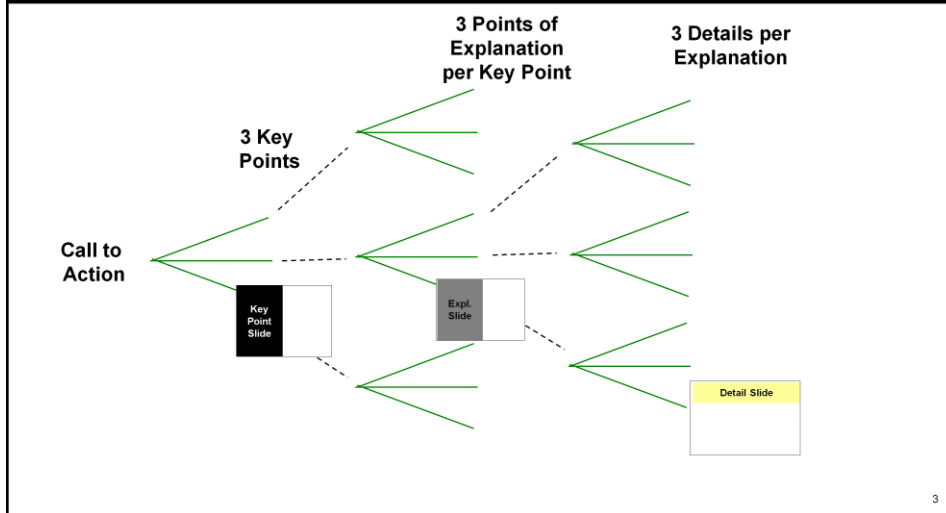 3 Points of
Explanation
per Key Point
3 Details per
Explanation
3 Key
Points
Call to
Action
Key
Point
Slide
Expl.
Slide
Detail Slide
3